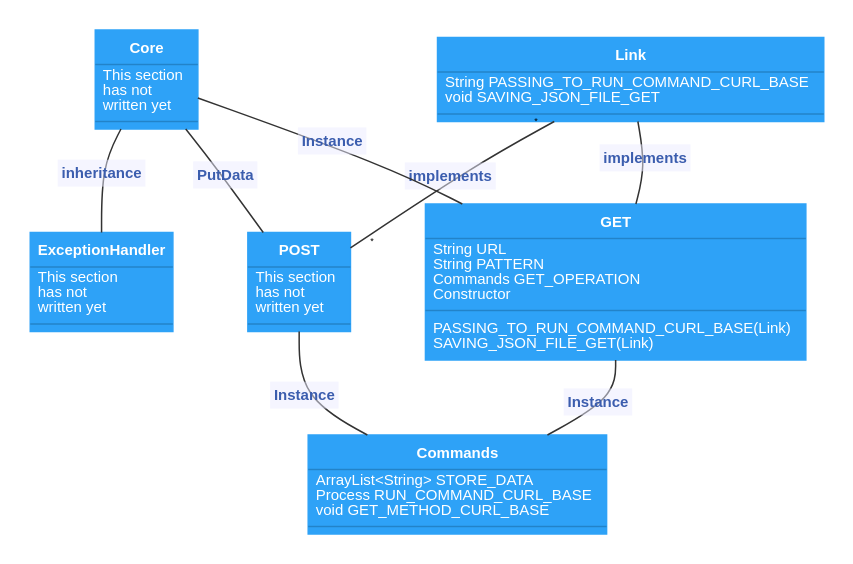 Core
This section
has not
written yet
Link
String PASSING_TO_RUN_COMMAND_CURL_BASE
void SAVING_JSON_FILE_GET
*
Instance
implements
inheritance
PutData
implements
ExceptionHandler
This section
has not
written yet
POST
This section
has not
written yet
*
GET
String URL
String PATTERN
Commands GET_OPERATION
Constructor
PASSING_TO_RUN_COMMAND_CURL_BASE(Link)
SAVING_JSON_FILE_GET(Link)
Instance
Instance
Commands
ArrayList<String> STORE_DATA
Process RUN_COMMAND_CURL_BASE
void GET_METHOD_CURL_BASE